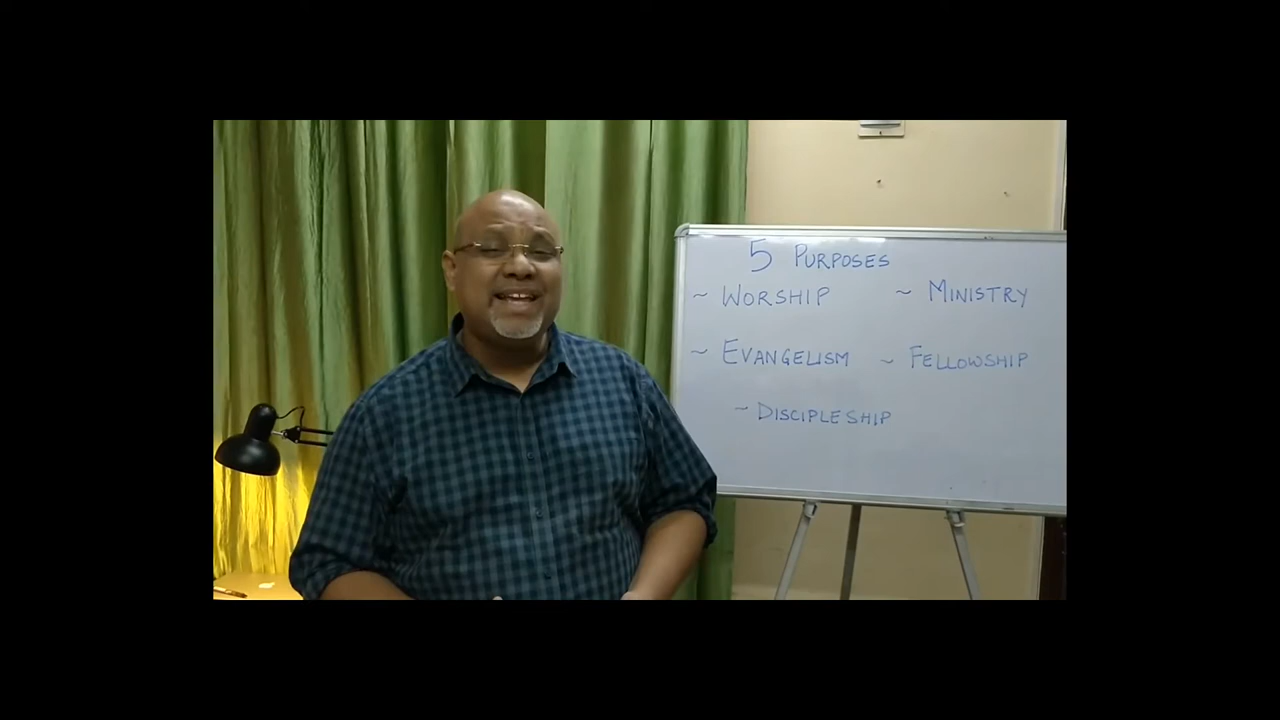 5 PURPOSES
~ WORSHIP ~ MINISTRY
~ EVANGELISM ~ FELLOWSHIP
~ DISCIPLESHIP